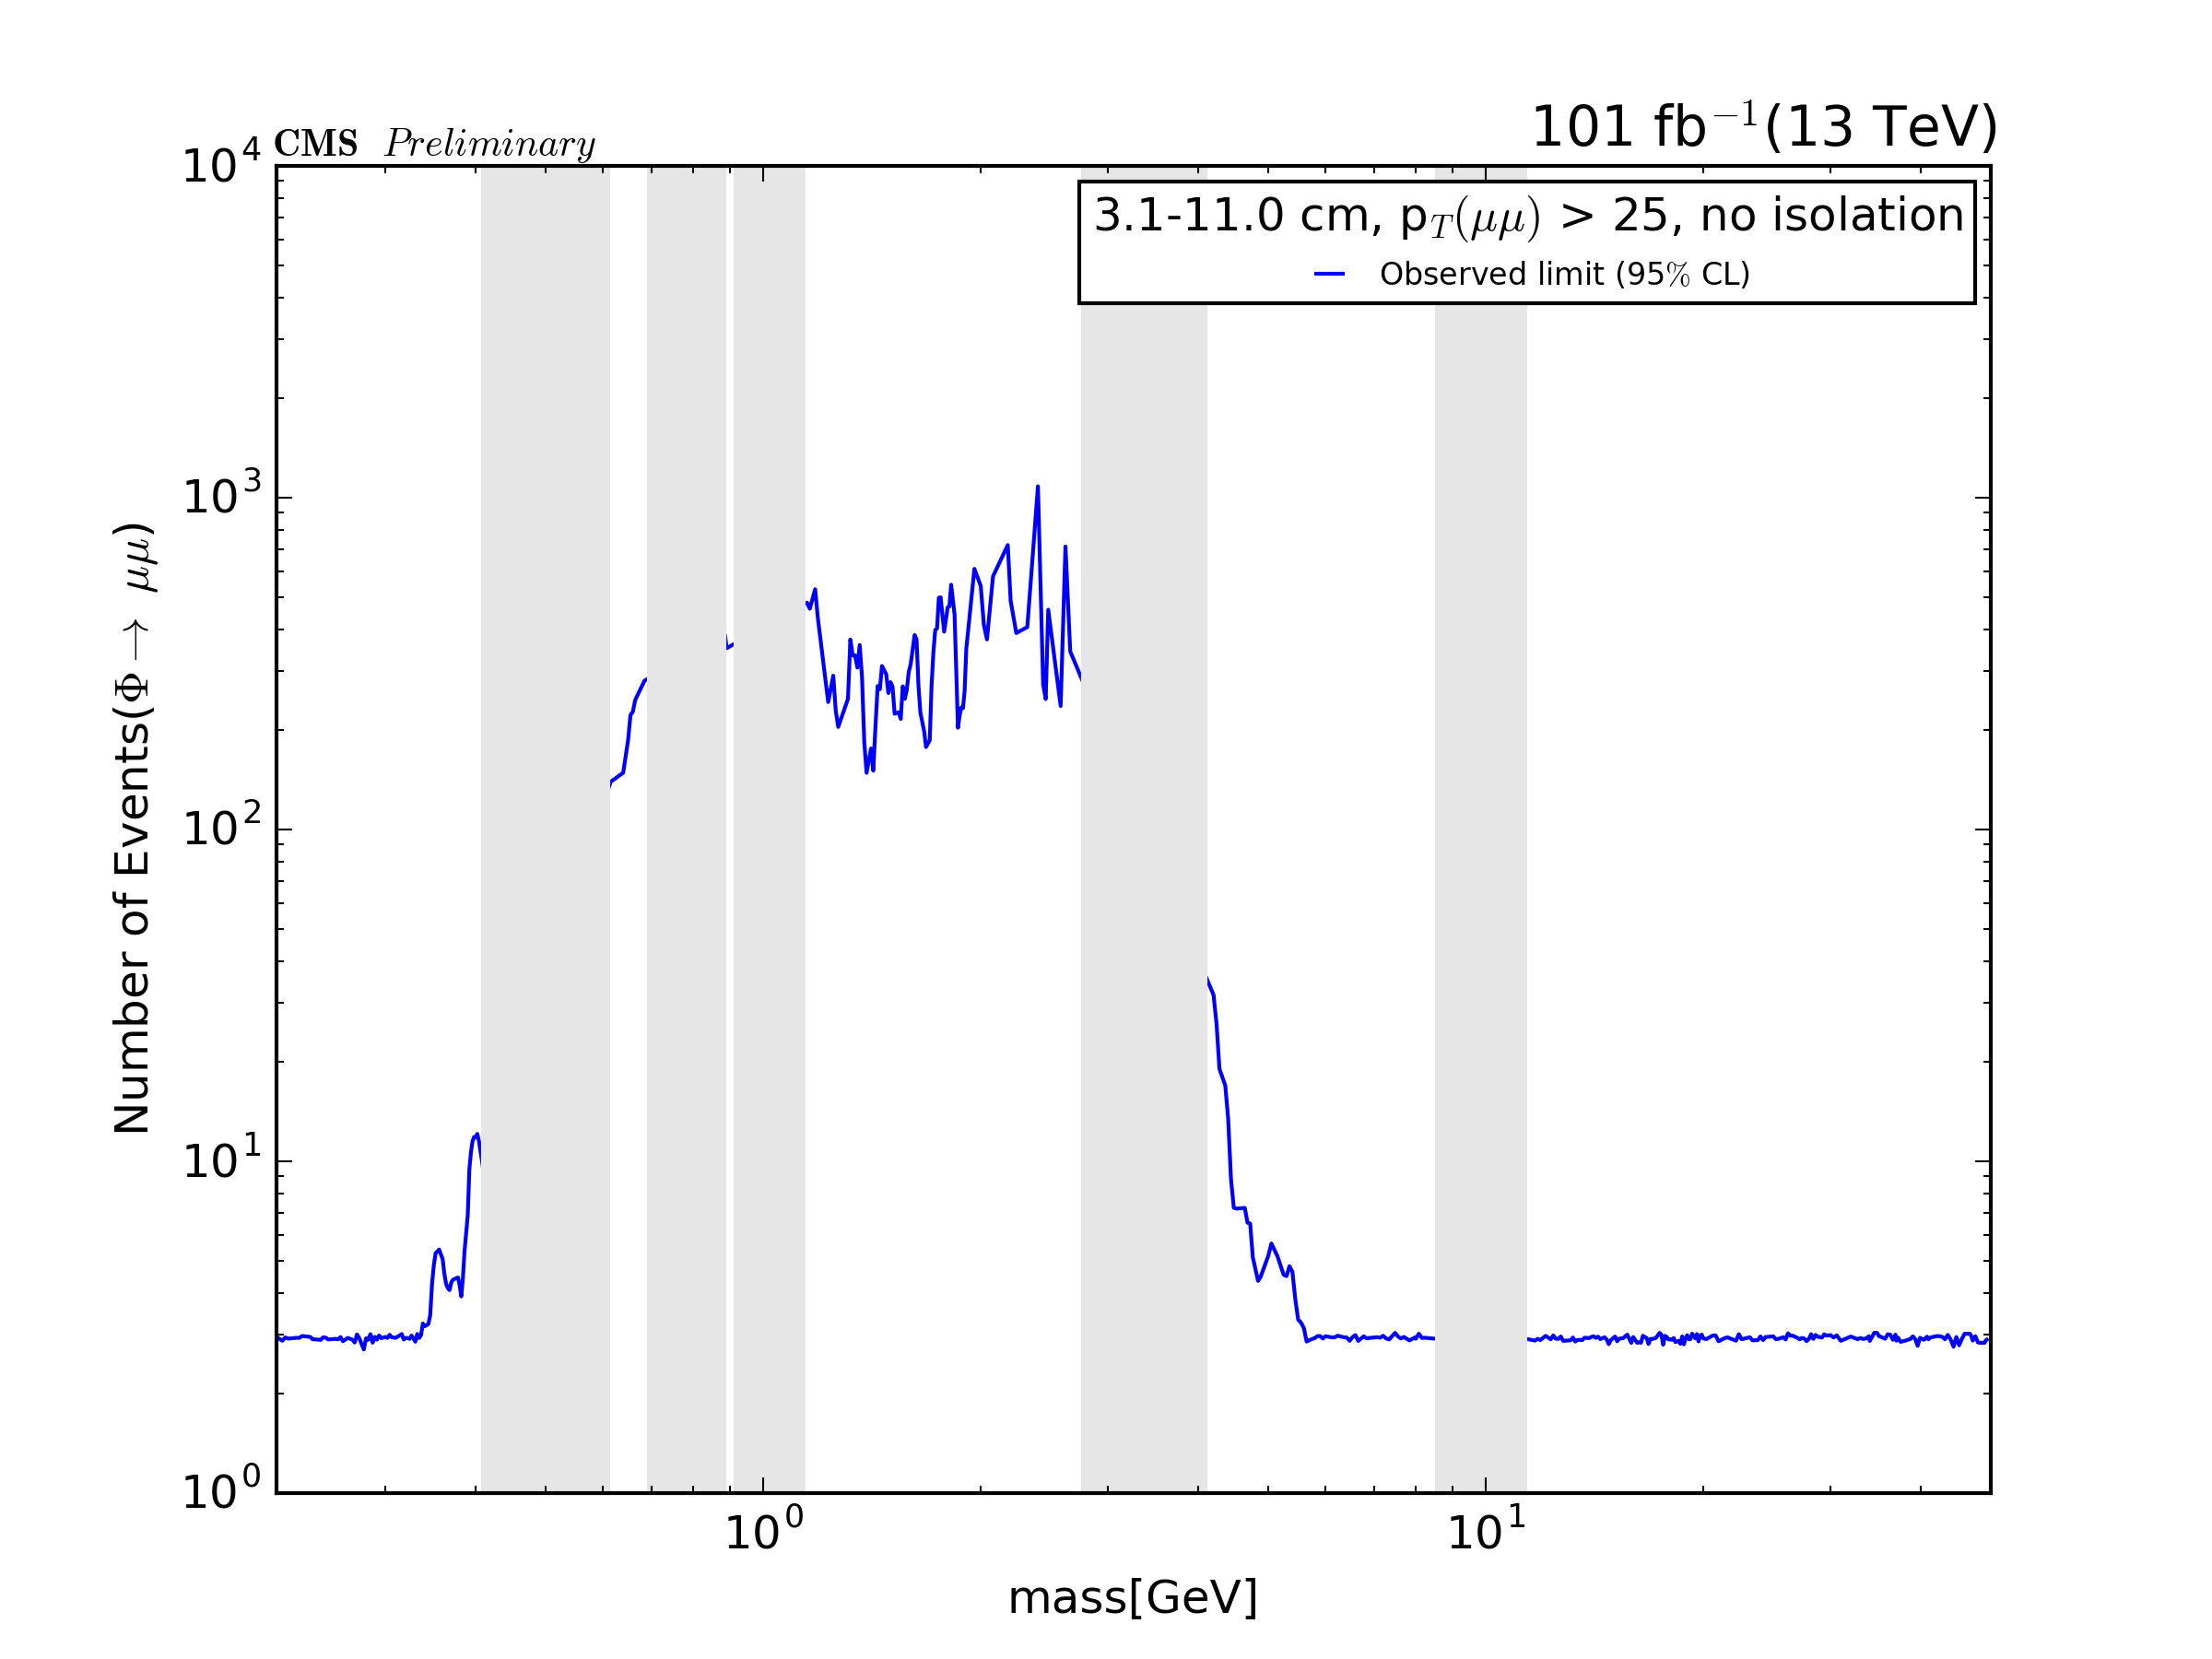 CMS Preliminary
101 fb⁻¹(13 TeV)
3.1-11.0 cm, p_T(μμ) > 25, no isolation
Observed limit (95% CL)
Number of Events(Φ → μμ)
10⁴
10³
10²
10¹
10⁰
10⁰ 10¹
mass[GeV]